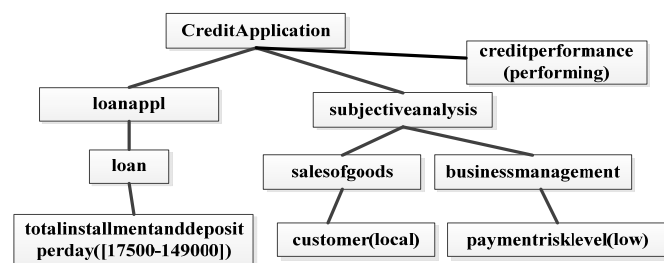 CreditApplication
creditperformance
(performing)
loanappl
subjectiveanalysis
loan
salesofgoods
businessmanagement
totalinstallmentanddeposit
perday([17500-149000])
customer(local)
paymentrisklevel(low)